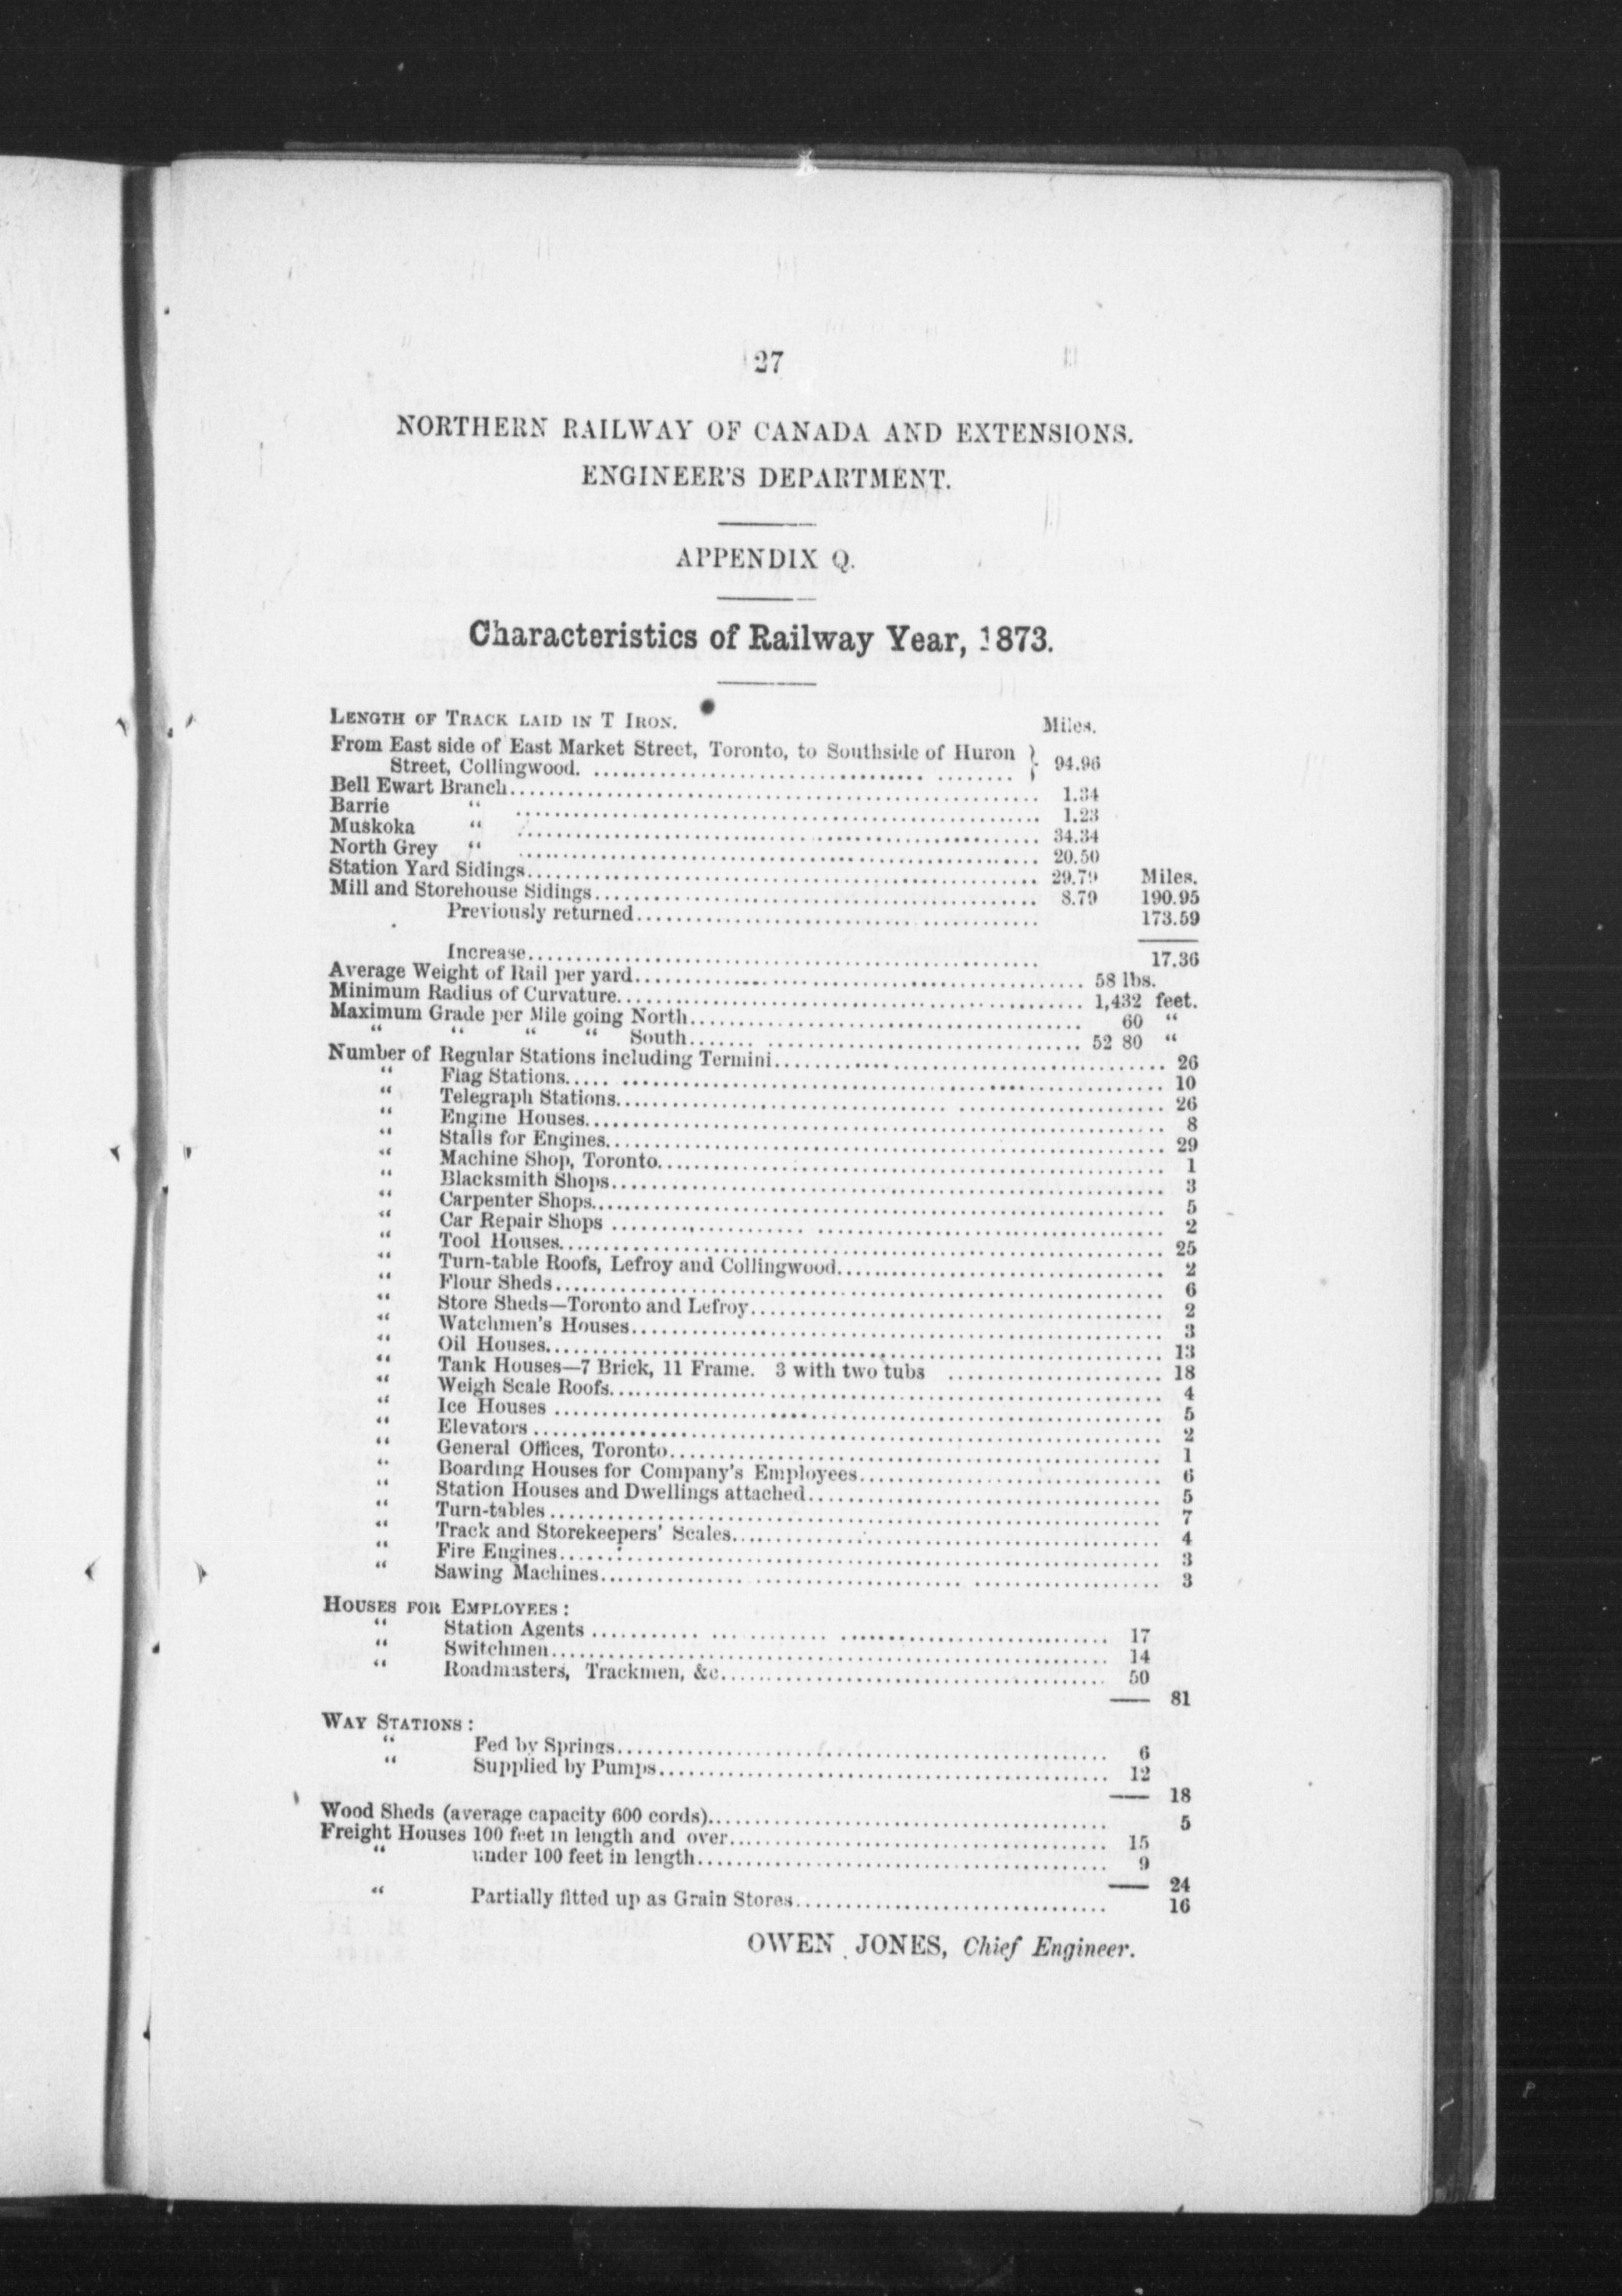 27
NORTHERN RAILWAY OF CANADA AND EXTENSIONS.
ENGINEER'S DEPARTMENT.
APPENDIX Q.
Characteristics of Railway Year, 1873.
LENGTH OF TRACK LAID IN T IRON. Miles.
From East side of East Market Street, Toronto, to Southside of Huron
Street, Collingwood. 94.96
Bell Ewart Branch 1.34
Barrie " 1.23
Muskoka " 34.34
North Grey " 20.50
Station Yard Sidings 29.79 Miles.
Mill and Storehouse Sidings 8.79 190.95
Previously returned 173.59
Increase 17.36
Average Weight of Rail per yard 58 lbs.
Minimum Radius of Curvature 1,432 feet.
Maximum Grade per Mile going North 60 "
" " " " South 52 80 "
Number of Regular Stations including Termini 26
" Flag Stations 10
" Telegraph Stations 26
" Engine Houses 8
" Stalls for Engines 29
" Machine Shop, Toronto 1
" Blacksmith Shops 3
" Carpenter Shops 5
" Car Repair Shops 2
" Tool Houses 25
" Turn-table Roofs, Lefroy and Collingwood 2
" Flour Sheds 6
" Store Sheds—Toronto and Lefroy 2
" Watchmen's Houses 3
" Oil Houses 13
" Tank Houses—7 Brick, 11 Frame. 3 with two tubs 18
" Weigh Scale Roofs 4
" Ice Houses 5
" Elevators 2
" General Offices, Toronto 1
" Boarding Houses for Company's Employees 6
" Station Houses and Dwellings attached 5
" Turn-tables 7
" Track and Storekeepers' Scales 4
" Fire Engines 3
" Sawing Machines 3
HOUSES FOR EMPLOYEES:
" Station Agents 17
" Switchmen 14
" Roadmasters, Trackmen, &c 50
81
WAY STATIONS:
" Fed by Springs 6
" Supplied by Pumps 12
18
Wood Sheds (average capacity 600 cords) 5
Freight Houses 100 feet in length and over 15
" under 100 feet in length 9
24
" Partially fitted up as Grain Stores 16
OWEN JONES, Chief Engineer.